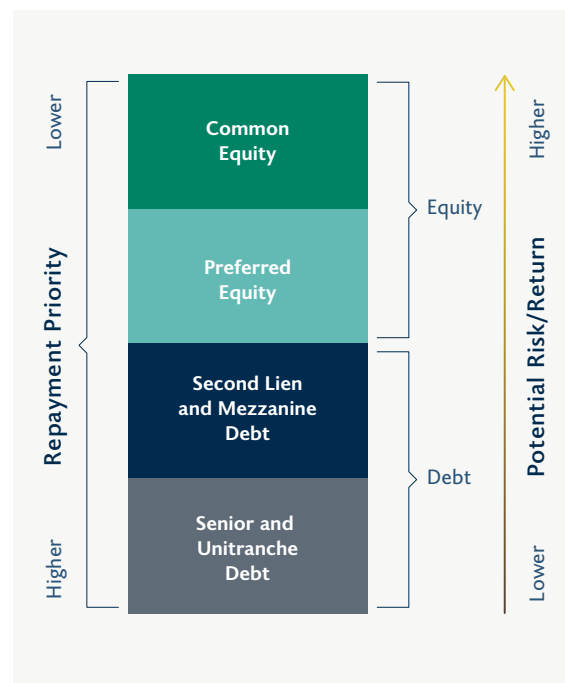 Lower
Repayment Priority
Higher
Common
Equity
Preferred
Equity
Second Lien
and Mezzanine
Debt
Senior and
Unitranche
Debt
Equity
Debt
Higher
Potential Risk/Return
Lower